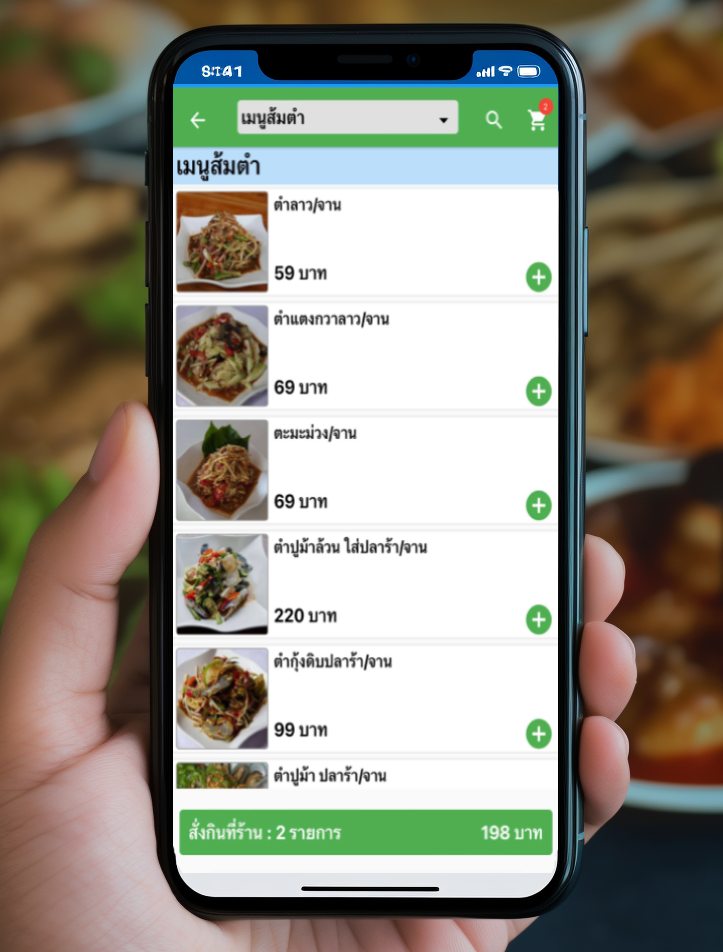 เมนูส้มตำ
2
เมนูส้มตำ
ตำลาว/จาน
59 บาท
ตำแตงกวาลาว/จาน
69 บาท
ตะมะม่วง/จาน
69 บาท
ตำปูม้าล้วน ใส่ปลาร้า/จาน
220 บาท
ตำกุ้งดิบปลาร้า/จาน
99 บาท
ตำปูม้า ปลาร้า/จาน
สั่งกินที่ร้าน : 2 รายการ 198 บาท